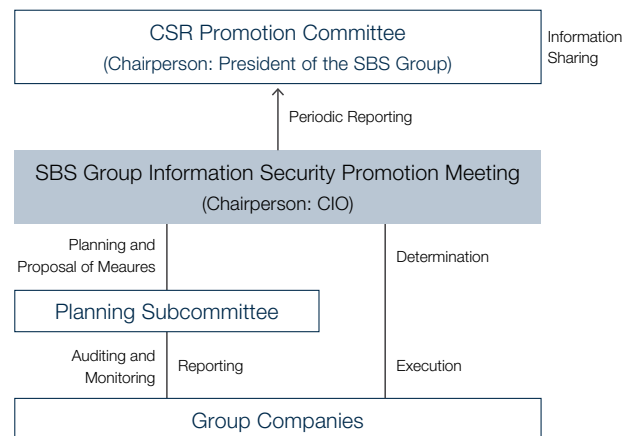 CSR Promotion Committee
(Chairperson: President of the SBS Group)
Information
Sharing
Periodic Reporting
SBS Group Information Security Promotion Meeting
(Chairperson: CIO)
Planning and
Proposal of Meaures
Determination
Planning Subcommittee
Auditing and
Monitoring
Reporting
Execution
Group Companies